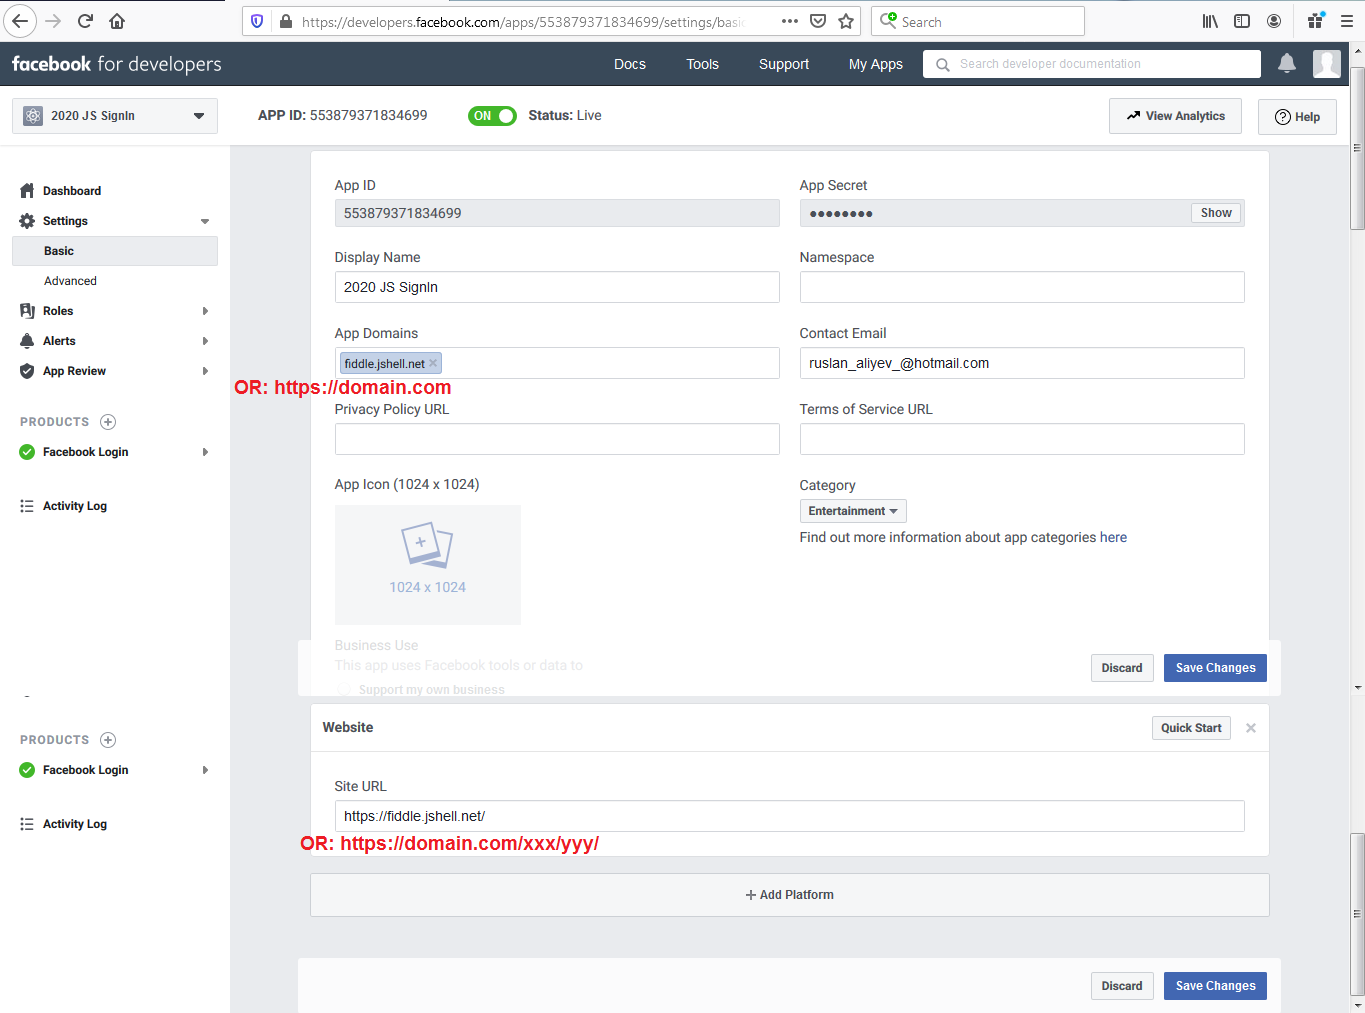 https://developers.facebook.com/apps/553879371834699/settings/basic
Search
facebook for developers
Docs
Tools
Support
My Apps
Search developer documentation
2020 JS SignIn
APP ID: 553879371834699
ON
Status: Live
View Analytics
Help
Dashboard
Settings
Basic
Advanced
Roles
Alerts
App Review
PRODUCTS
Facebook Login
Activity Log
App ID
553879371834699
App Secret
●●●●●●●●
Show
Display Name
2020 JS SignIn
Namespace
App Domains
fiddle.jshell.net
Contact Email
ruslan_aliyev_@hotmail.com
OR: https://domain.com
Privacy Policy URL
Terms of Service URL
App Icon (1024 x 1024)
1024 x 1024
Category
Entertainment
Find out more information about app categories here
Business Use
This app uses Facebook tools or data to
Support my own business
Discard
Save Changes
PRODUCTS
Facebook Login
Activity Log
Website
Quick Start
Site URL
https://fiddle.jshell.net/
OR: https://domain.com/xxx/yyy/
+ Add Platform
Discard
Save Changes